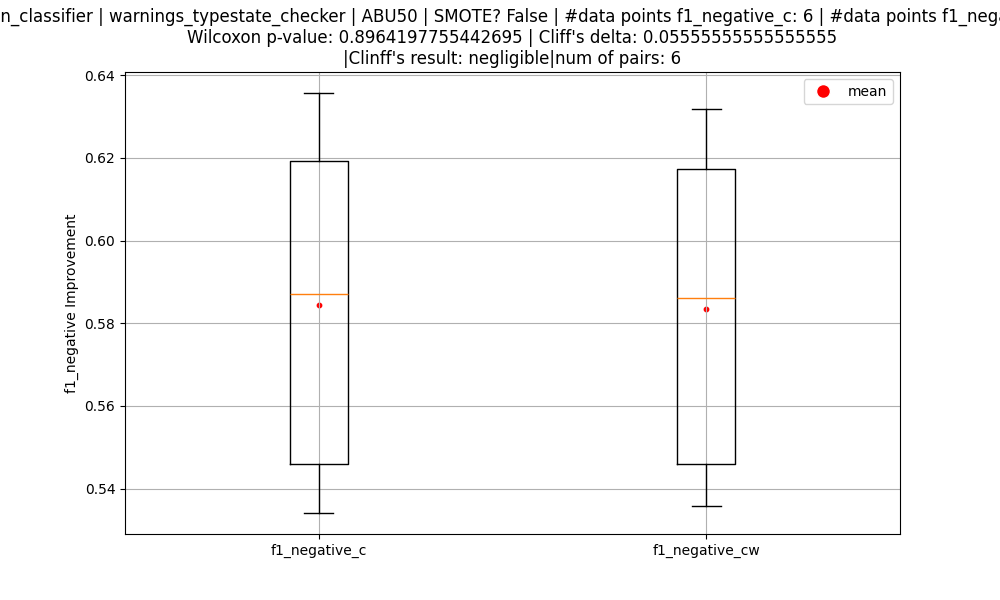 n_classifier | warnings_typestate_checker | ABU50 | SMOTE? False | #data points f1_negative_c: 6 | #data points f1_neg
Wilcoxon p-value: 0.8964197755442695 | Cliff's delta: 0.05555555555555555
|Clinff's result: negligible|num of pairs: 6
mean
0.64
0.62
0.60
0.58
0.56
0.54
f1_negative Improvement
f1_negative_c
f1_negative_cw